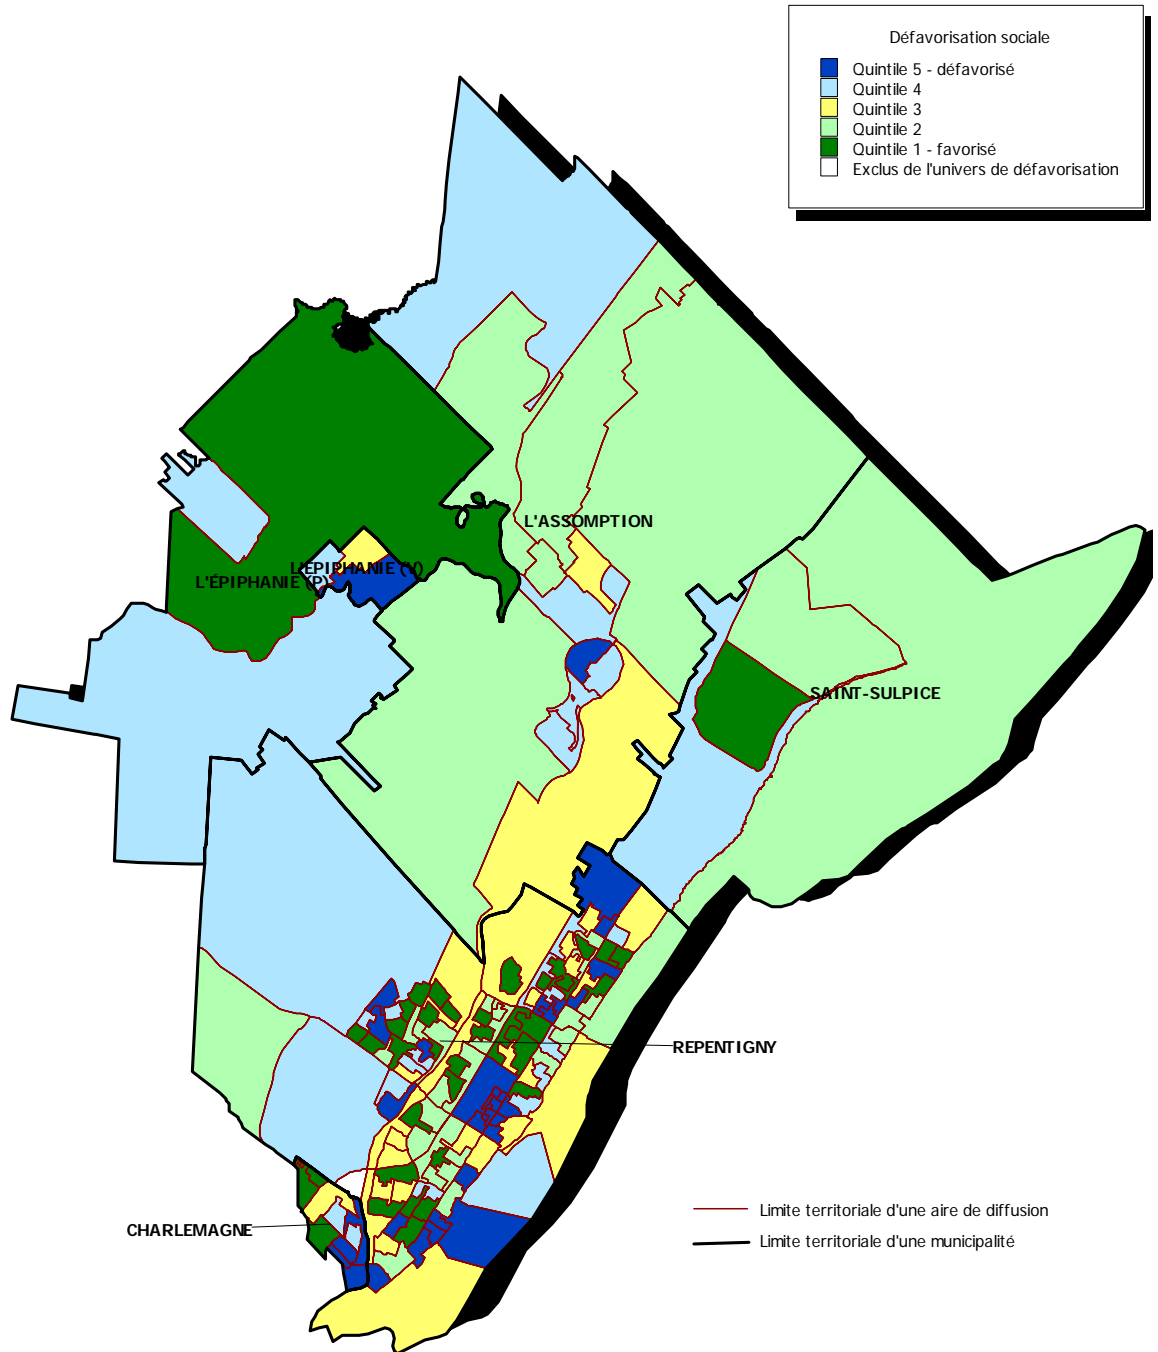 Défavorisation sociale
Quintile 5 - défavorisé
Quintile 4
Quintile 3
Quintile 2
Quintile 1 - favorisé
Exclus de l'univers de défavorisation
L'ASSOMPTION
L'ÉPIPHANIE (V)
L'ÉPIPHANIE (P)
SAINT-SULPICE
REPENTIGNY
CHARLEMAGNE
Limite territoriale d'une aire de diffusion
Limite territoriale d'une municipalité